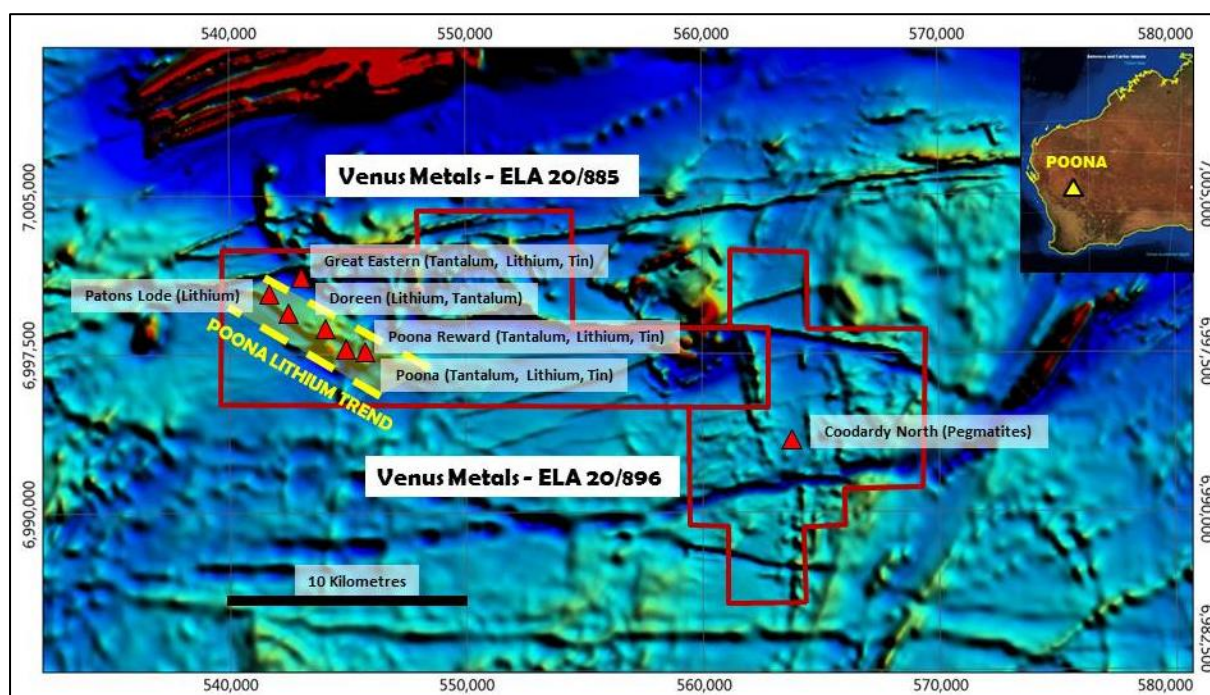 540,000
550,000
560,000
570,000
580,000
POONA
Venus Metals - ELA 20/885
7,005,000
7,005,000
Great Eastern (Tantalum, Lithium, Tin)
Patons Lode (Lithium)
Doreen (Lithium, Tantalum)
Poona Reward (Tantalum, Lithium, Tin)
6,997,500
6,997,500
POONA LITHIUM TREND
Poona (Tantalum, Lithium, Tin)
Coodardy North (Pegmatites)
Venus Metals - ELA 20/896
6,990,000
6,990,000
10 Kilometres
6,982,500
540,000
550,000
560,000
570,000
580,000